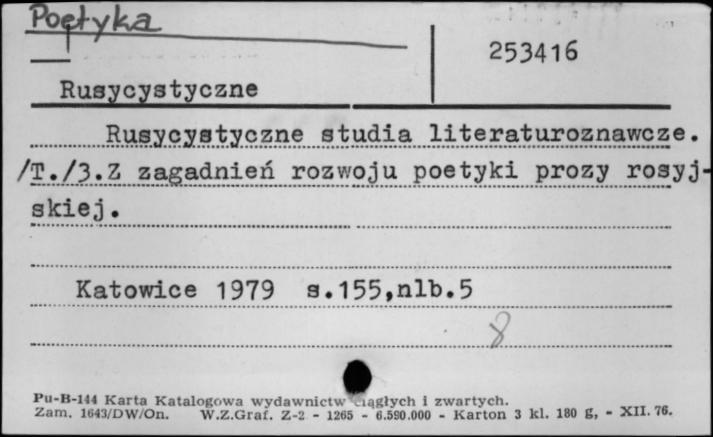 Poetyka
253416
Rusycystyczne
Rusycystyczne studia literaturoznawcze.
/T./3.Z zagadnień rozwoju poetyki prozy rosyj-
skiej.
Katowice 1979 s.155,nlb.5
8
Pu-B-144 Karta Katalogowa wydawnictw ciągłych i zwartych.
Zam. 1643/DW/On. W.Z.Graf. Z-2 - 1265 - 6.590.000 - Karton 3 kl. 180 g, - XII. 76.